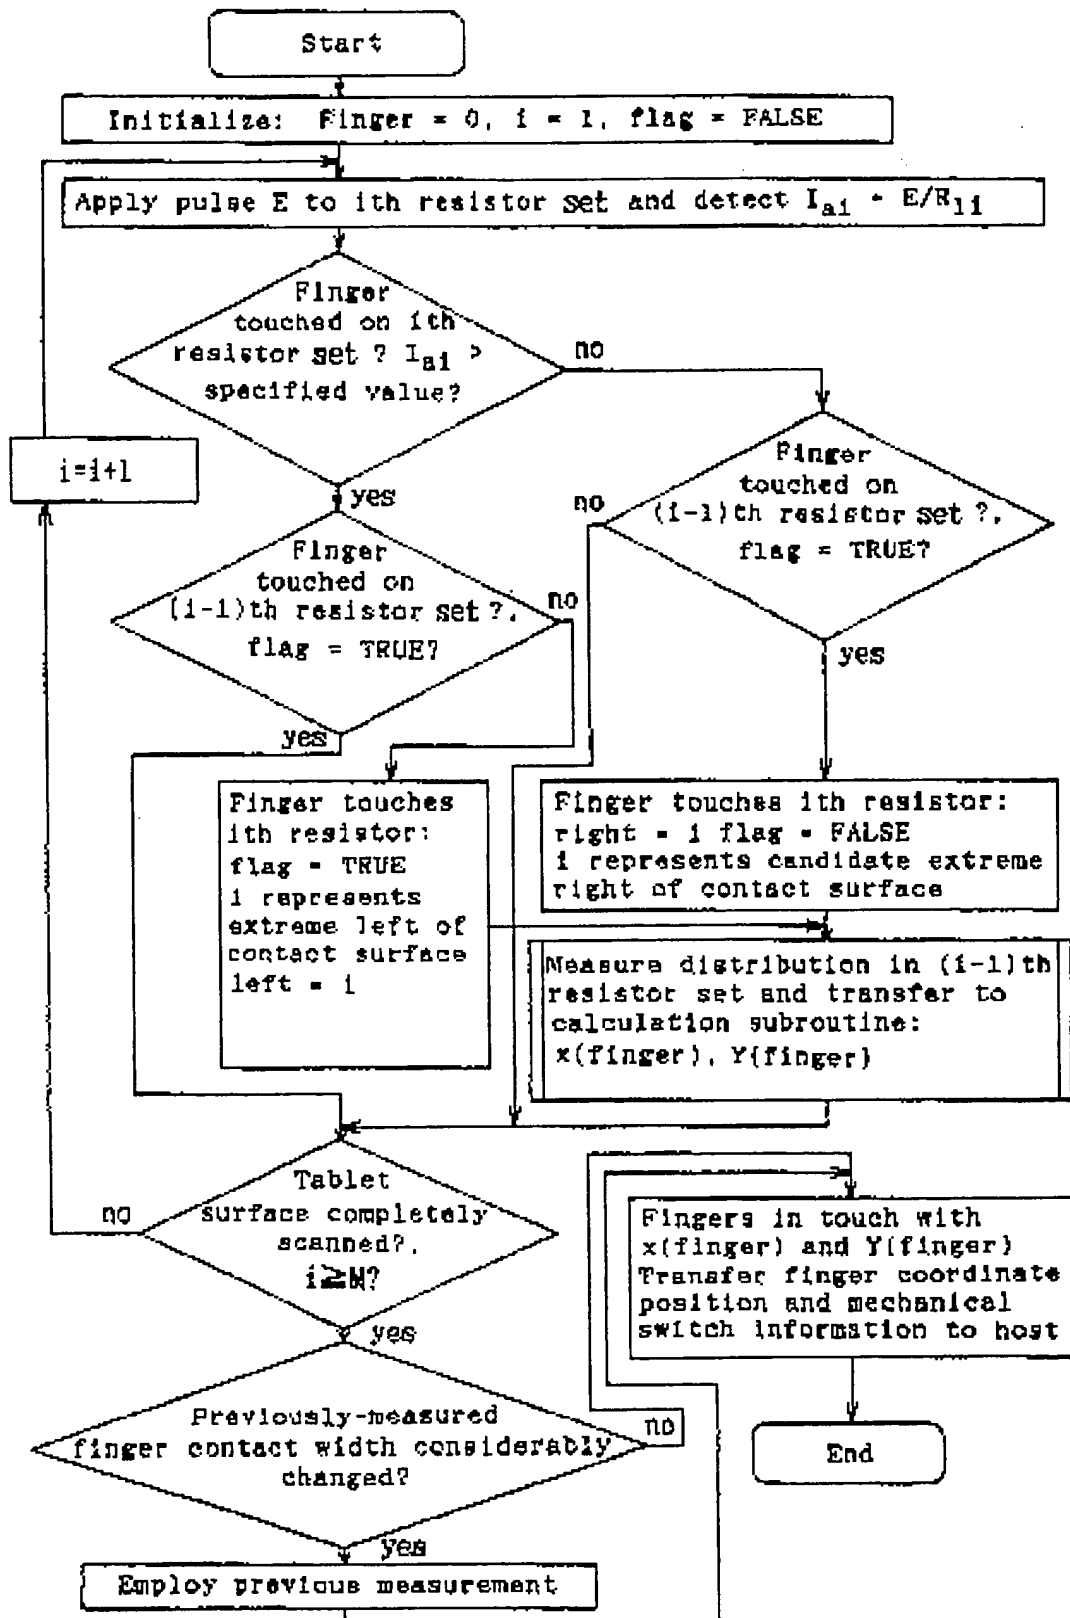 Start
Initialize: Finger = 0, i = 1, flag = FALSE
Apply pulse E to ith resistor set and detect Iai = E/R1i
Finger
touched on ith
resistor set ? Iai >
specified value?
no
yes
i=i+1
Finger
touched on
(i-1)th resistor set ?,
flag = TRUE?
no
yes
Finger
touched on
(i-1)th resistor set ?,
flag = TRUE?
no
yes
Finger touches
ith resistor:
flag = TRUE
i represents
extreme left of
contact surface
left = i
Finger touches ith resistor:
right = i flag = FALSE
i represents candidate extreme
right of contact surface
Measure distribution in (i-1)th
resistor set and transfer to
calculation subroutine:
x(finger), Y(finger)
Tablet
surface completely
scanned?,
i≧N?
no
yes
Fingers in touch with
x(finger) and Y(finger)
Transfer finger coordinate
position and mechanical
switch information to host
End
Previously-measured
finger contact width considerably
changed?
no
yes
Employ previous measurement